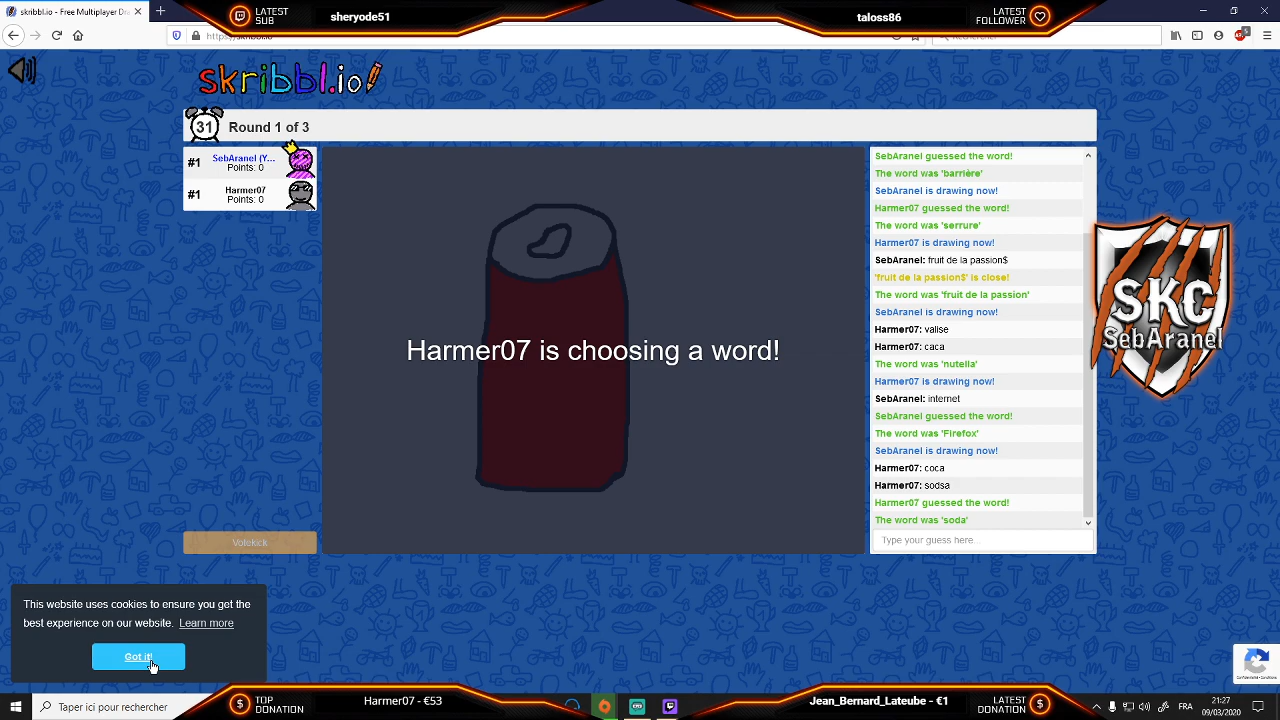 skribbl.io - Free Multiplayer Dra
LATEST
SUB
sheryode51
taloss86
LATEST
FOLLOWER
skribbl.io
31
Round 1 of 3
#1
SebAranel (Y...
Points: 0
#1
Harmer07
Points: 0
Harmer07 is choosing a word!
SebAranel guessed the word!
The word was 'barrière'
SebAranel is drawing now!
Harmer07 guessed the word!
The word was 'serrure'
Harmer07 is drawing now!
SebAranel: fruit de la passion$
'fruit de la passion$' is close!
The word was 'fruit de la passion'
SebAranel is drawing now!
Harmer07: valise
Harmer07: caca
The word was 'nutella'
Harmer07 is drawing now!
SebAranel: internet
SebAranel guessed the word!
The word was 'Firefox'
SebAranel is drawing now!
Harmer07: coca
Harmer07: sodsa
Harmer07 guessed the word!
The word was 'soda'
Type your guess here...
SKC
SebAranel
Votekick
This website uses cookies to ensure you get the
best experience on our website. Learn more
Got it!
Taper ici pour rechercher
TOP
DONATION
Harmer07 - €53
Jean_Bernard_Lateube - €1
LATEST
DONATION
FRA
21:27
09/03/2020